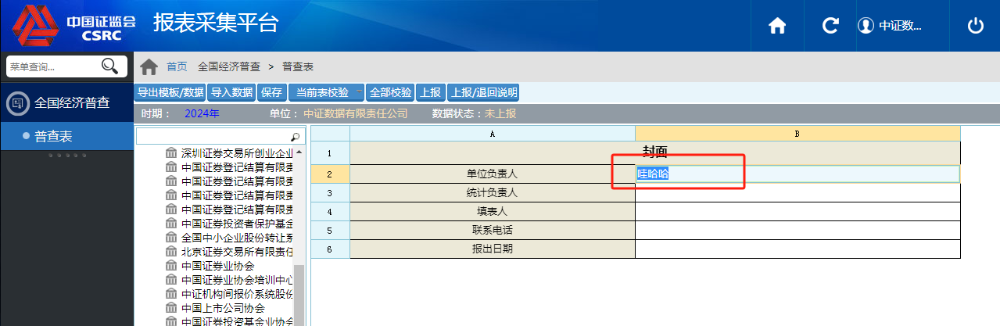 中国证监会
CSRC
报表采集平台
中证数...
菜单查询...
首页 全国经济普查 > 普查表
全国经济普查
普查表
导出模板/数据 导入数据 保存 当前表校验 全部校验 上报 上报/退回说明
时期： 2024年 单位： 中证数据有限责任公司 数据状态：未上报
深圳证券交易所创业企业
中国证券登记结算有限责
中国证券登记结算有限责
中国证券登记结算有限责
中国证券登记结算有限责
中国证券投资者保护基金
全国中小企业股份转让系
北京证券交易所有限责任
中国证券业协会
中国证券业协会培训中心
中证机构间报价系统股份
中国上市公司协会
中国证券投资基金业协会
A B
1 封面
2 单位负责人 哇哈哈
3 统计负责人
4 填表人
5 联系电话
6 报出日期